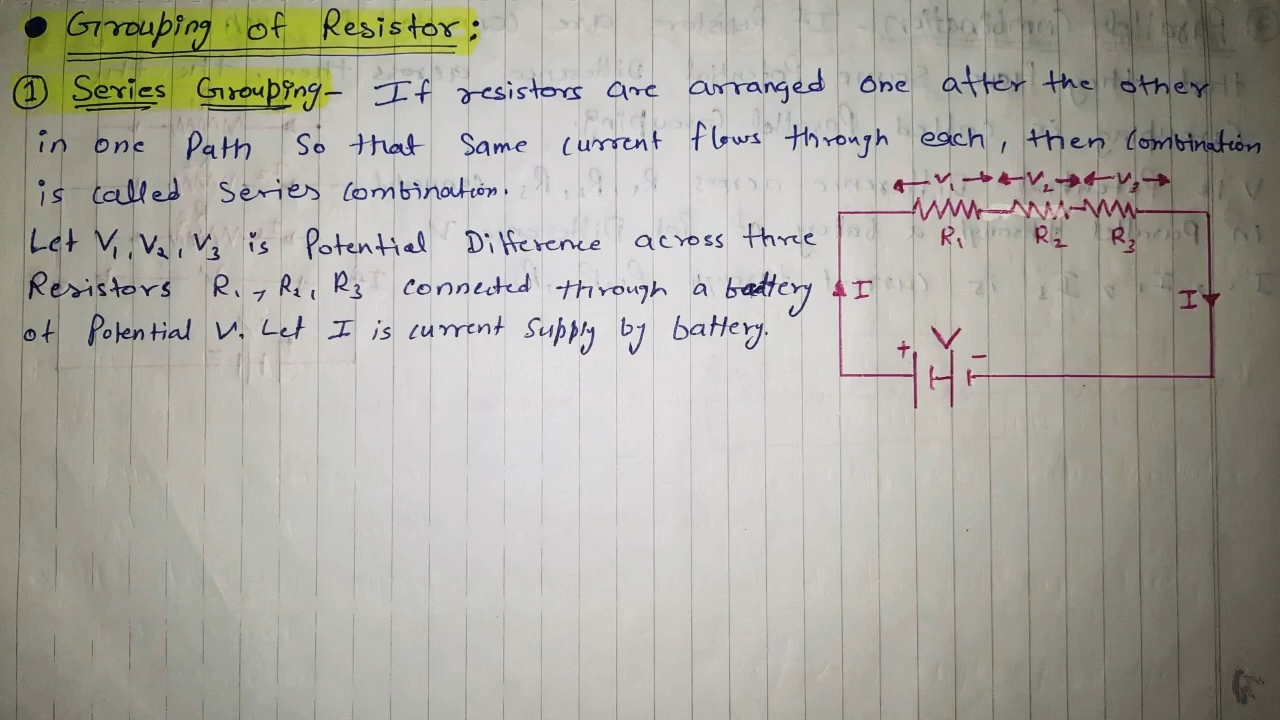 • Grouping of Resistor:
① Series Grouping- If resistors are arranged one after the other
in one Path so that same current flows through each, then combination
is called series combination.
Let V₁, V₂, V₃ is Potential Difference across three
Resistors R₁, R₂, R₃ connected through a battery
of Potential V. Let I is current supply by battery.
V₁ V₂ V₃
R₁ R₂ R₃
I I
+ V -